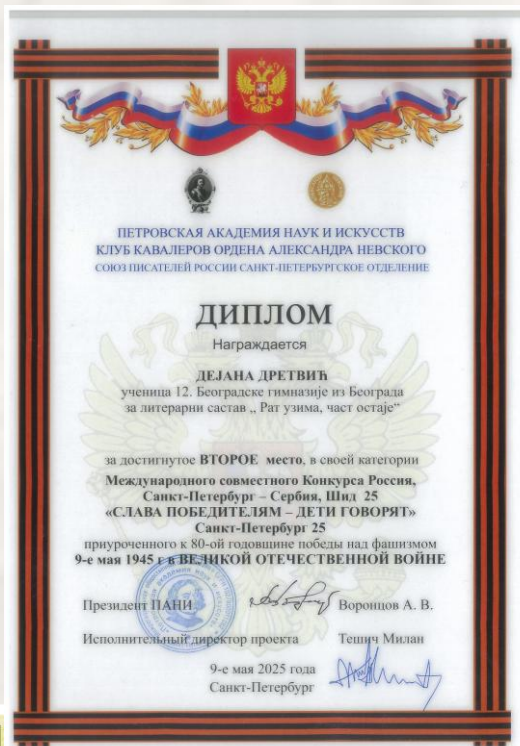 ПЕТРОВСКАЯ АКАДЕМИЯ НАУК И ИСКУССТВ
КЛУБ КАВАЛЕРОВ ОРДЕНА АЛЕКСАНДРА НЕВСКОГО
СОЮЗ ПИСАТЕЛЕЙ РОССИИ САНКТ-ПЕТЕРБУРГСКОЕ ОТДЕЛЕНИЕ
ДИПЛОМ
Награждается
ДЕЈАНА ДРЕТВИЋ
ученица 12. Београдске гимназије из Београда
за литерарни састав „ Рат узима, част остаје“
за достигнутое ВТОРОЕ место, в своей категории
Международного совместного Конкурса Россия,
Санкт-Петербург – Сербия, Шид 25
«СЛАВА ПОБЕДИТЕЛЯМ – ДЕТИ ГОВОРЯТ»
Санкт-Петербург 25
приуроченного к 80-ой годовщине победы над фашизмом
9-е мая 1945 г в ВЕЛИКОЙ ОТЕЧЕСТВЕННОЙ ВОЙНЕ
Президент ПАНИ Воронцов А. В.
Исполнительный директор проекта Тешич Милан
9-е мая 2025 года
Санкт-Петербург